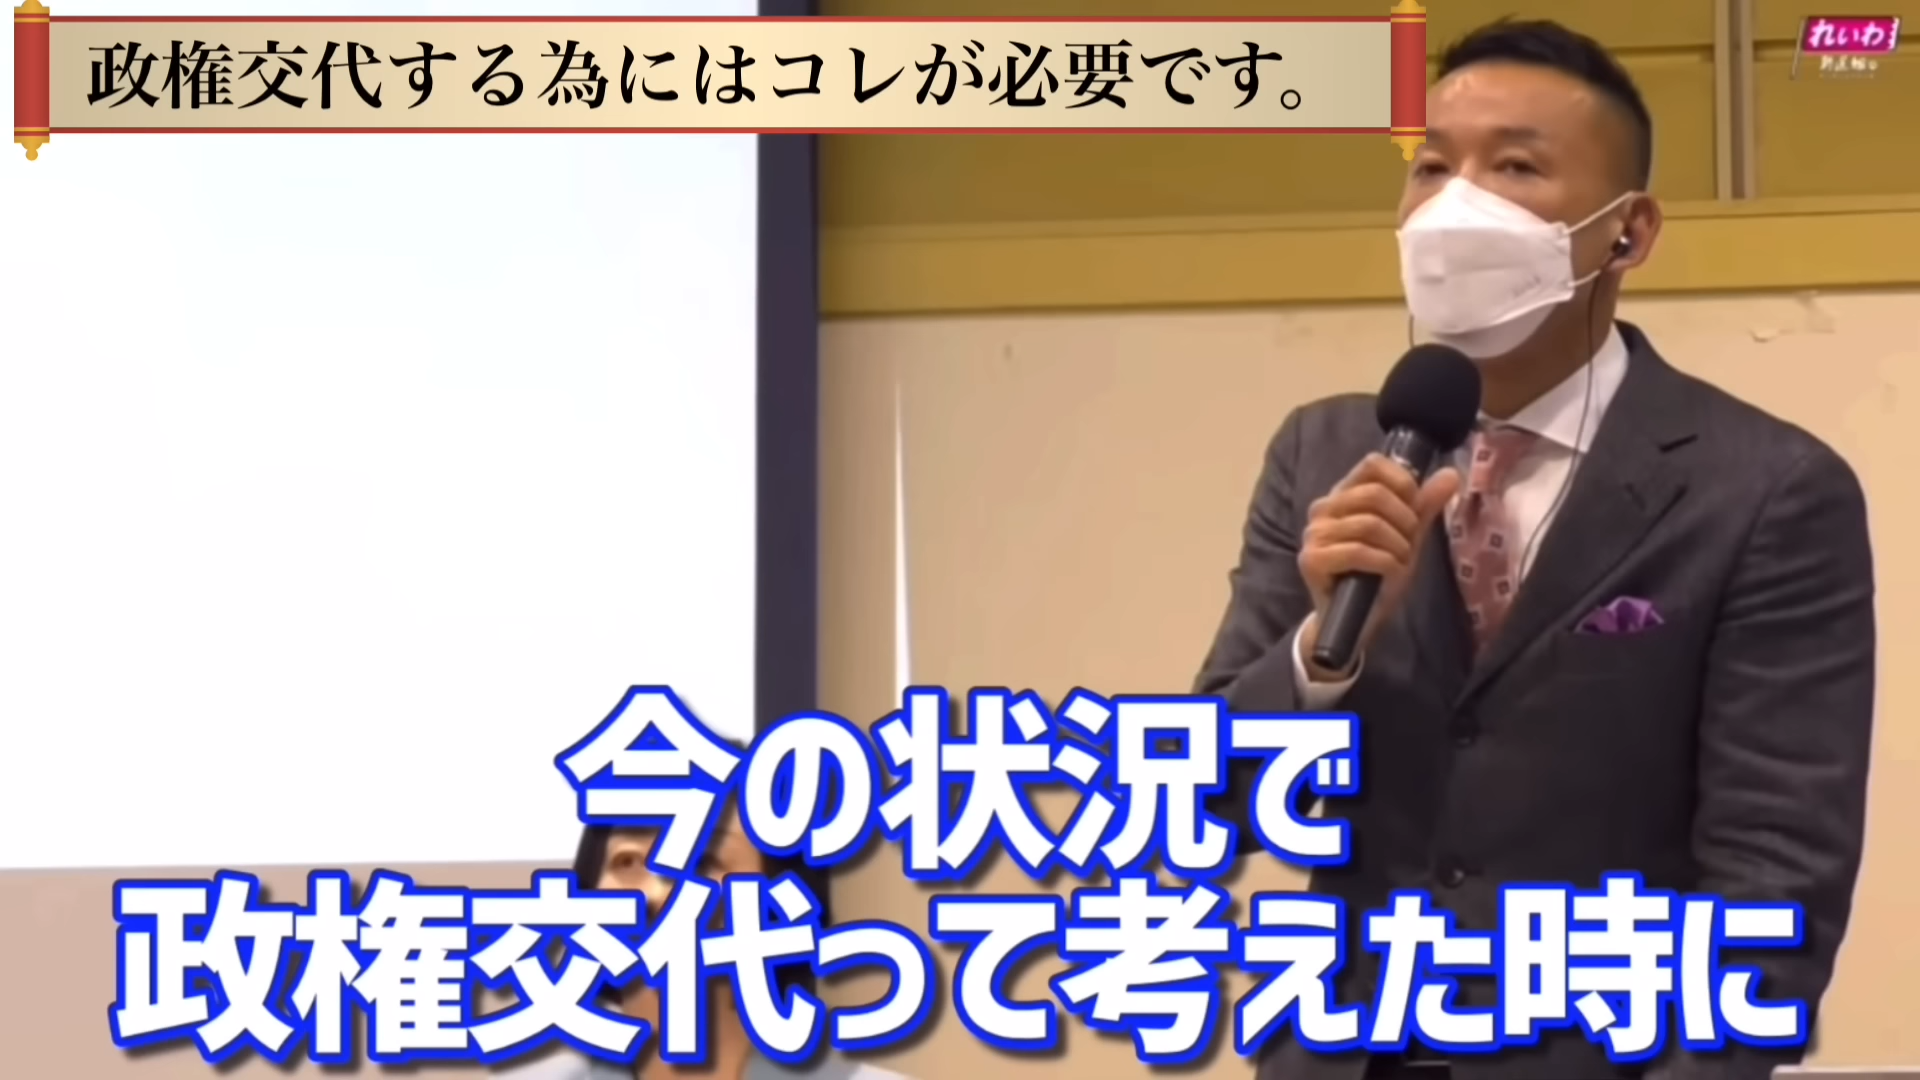 政権交代する為にはコレが必要です。
れいわ
今の状況で
政権交代って考えた時に